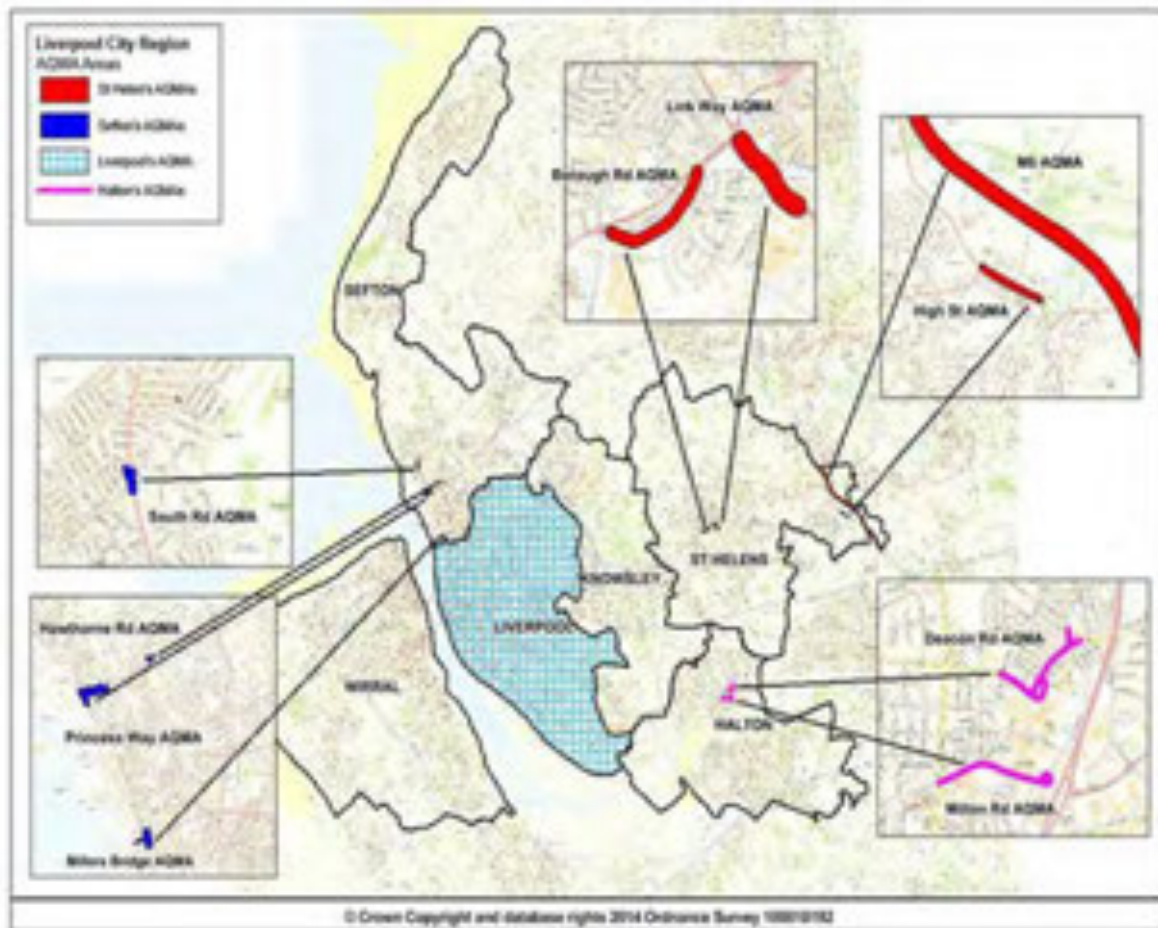 Liverpool City Region
AQMA Areas
St Helen's AQMAs
Sefton's AQMAs
Liverpool's AQMA
Halton's AQMAs
Link Way AQMA
Borough Rd AQMA
M6 AQMA
High St AQMA
SEFTON
South Rd AQMA
ST HELENS
KNOWSLEY
LIVERPOOL
Hawthorne Rd AQMA
Princess Way AQMA
Millers Bridge AQMA
WIRRAL
HALTON
Deacon Rd AQMA
Milton Rd AQMA
© Crown Copyright and database rights 2014 Ordnance Survey 100018192